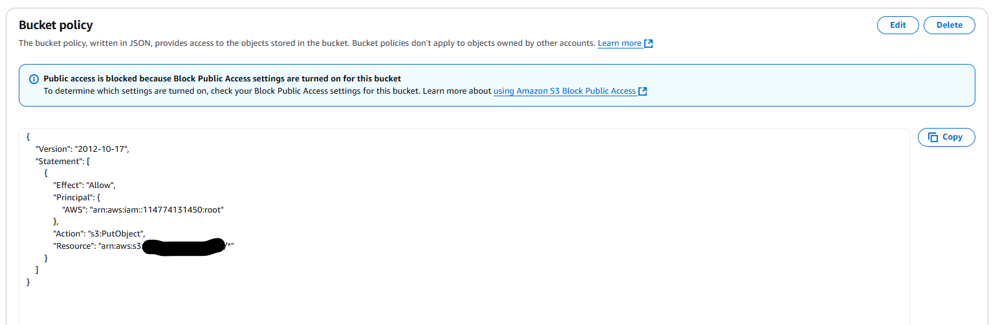 Bucket policy
Edit
Delete
The bucket policy, written in JSON, provides access to the objects stored in the bucket. Bucket policies don't apply to objects owned by other accounts. Learn more
Public access is blocked because Block Public Access settings are turned on for this bucket
To determine which settings are turned on, check your Block Public Access settings for this bucket. Learn more about using Amazon S3 Block Public Access
Copy
{
"Version": "2012-10-17",
"Statement": [
{
"Effect": "Allow",
"Principal": {
"AWS": "arn:aws:iam::114774131450:root"
},
"Action": "s3:PutObject",
"Resource": "arn:aws:s3: /*"
}
]
}